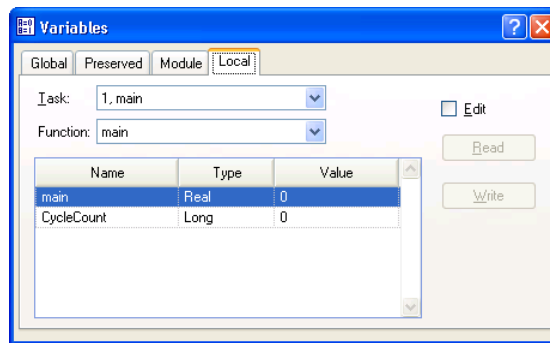 Variables
Global Preserved Module Local
Task: 1, main
Edit
Function: main
Read
Name Type Value
Write
main Real 0
CycleCount Long 0